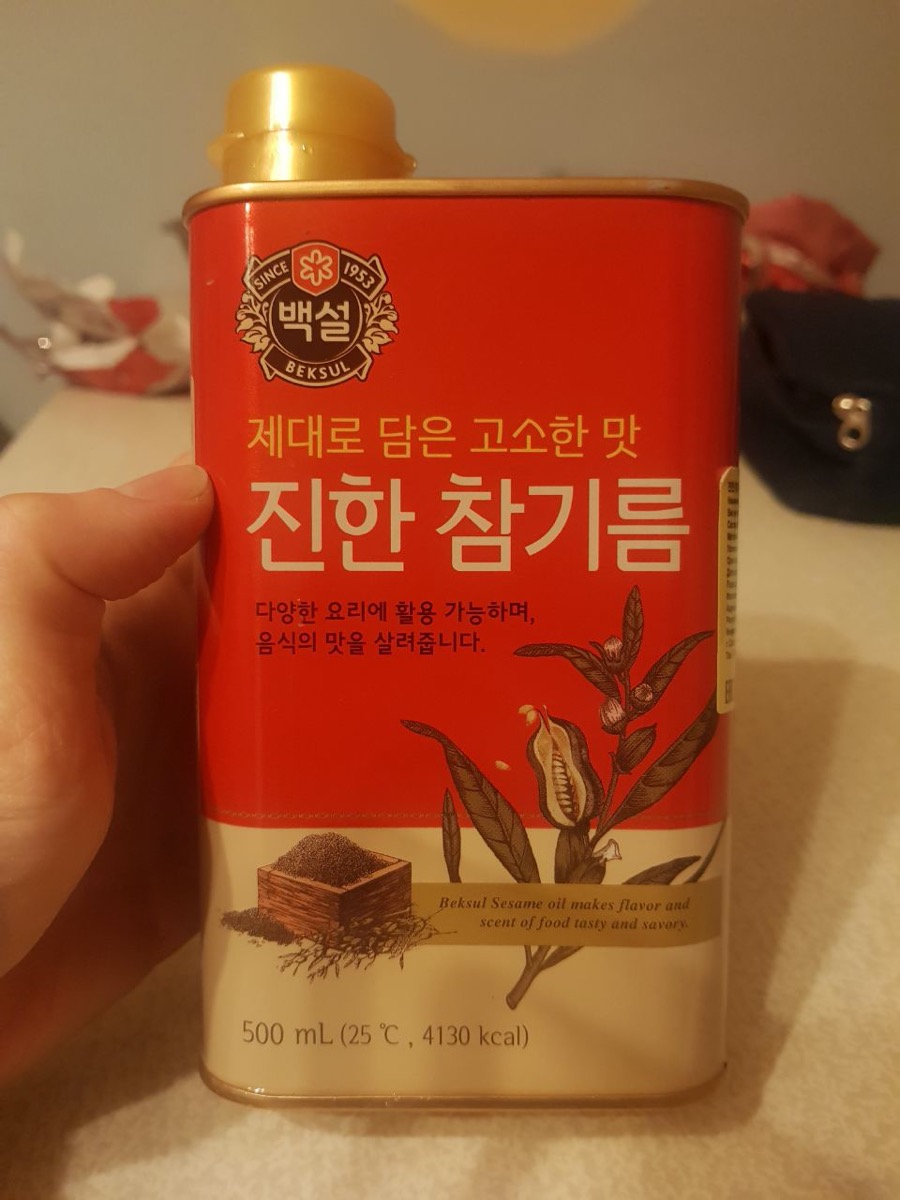 SINCE 1953
백설
BEKSUL
제대로 담은 고소한 맛
진한 참기름
다양한 요리에 활용 가능하며,
음식의 맛을 살려줍니다.
Beksul Sesame oil makes flavor and
scent of food tasty and savory.
500 mL (25 ℃ , 4130 kcal)